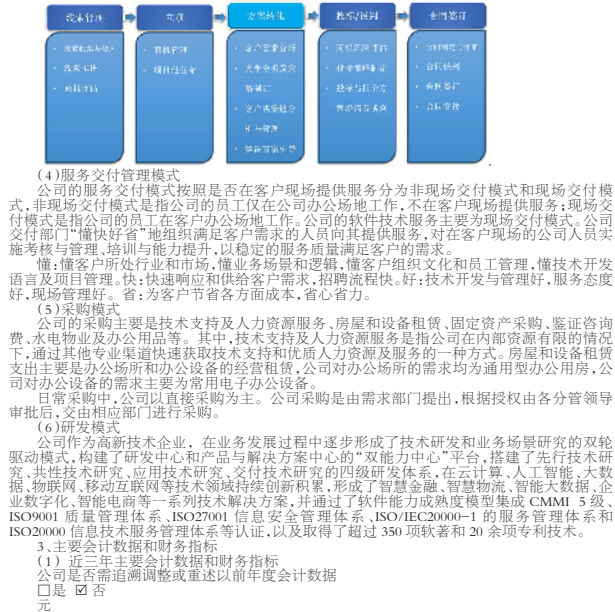 线索管理 立项 方案转化 投标/谈判 合同签订
商机管理
客户需求分析
合同谈判
合同签订
(4)服务交付管理模式
公司的服务交付模式按照是否在客户现场提供服务分为非现场交付模式和现场交付模
式,非现场交付模式是指公司的员工仅在公司办公场地工作,不在客户现场提供服务;现场交
付模式是指公司的员工在客户办公场地工作。公司的软件技术服务主要为现场交付模式。公司
交付部门“懂快好省”地组织满足客户需求的人员向其提供服务,对在客户现场的公司人员实
施考核与管理、培训与能力提升,以稳定的服务质量满足客户的需求。
懂:懂客户所处行业和市场,懂业务场景和逻辑,懂客户组织文化和员工管理,懂技术开发
语言及项目管理。快:快速响应和供给客户需求,招聘流程快。好:技术开发与管理好,服务态度
好,现场管理好。省:为客户节省各方面成本,省心省力。
(5)采购模式
公司的采购主要是技术支持及人力资源服务、房屋和设备租赁、固定资产采购、鉴证咨询
费、水电物业及办公用品等。其中,技术支持及人力资源服务是指公司在内部资源有限的情况
下,通过其他专业渠道快速获取技术支持和优质人力资源及服务的一种方式。房屋和设备租赁
支出主要是办公场所和办公设备的经营租赁,公司对办公场所的需求均为通用型办公用房,公
司对办公设备的需求主要为常用电子办公设备。
日常采购中,公司以直接采购为主。公司采购是由需求部门提出,根据授权由各分管领导
审批后,交由相应部门进行采购。
(6)研发模式
公司作为高新技术企业，在业务发展过程中逐步形成了技术研发和业务场景研究的双轮
驱动模式,构建了研发中心和产品与解决方案中心的“双能力中心”平台,搭建了先行技术研
究、共性技术研究、应用技术研究、交付技术研究的四级研发体系,在云计算、人工智能、大数
据、物联网、移动互联网等技术领域持续创新积累,形成了智慧金融、智慧物流、智能大数据、企
业数字化、智能电商等一系列技术解决方案,并通过了软件能力成熟度模型集成 CMMI 5 级、
ISO9001 质量管理体系、ISO27001 信息安全管理体系、ISO/IEC20000-1 的服务管理体系和
ISO20000 信息技术服务管理体系等认证,以及取得了超过 350 项软著和 20 余项专利技术。
3、主要会计数据和财务指标
(1) 近三年主要会计数据和财务指标
公司是否需追溯调整或重述以前年度会计数据
□是 ☑否
元